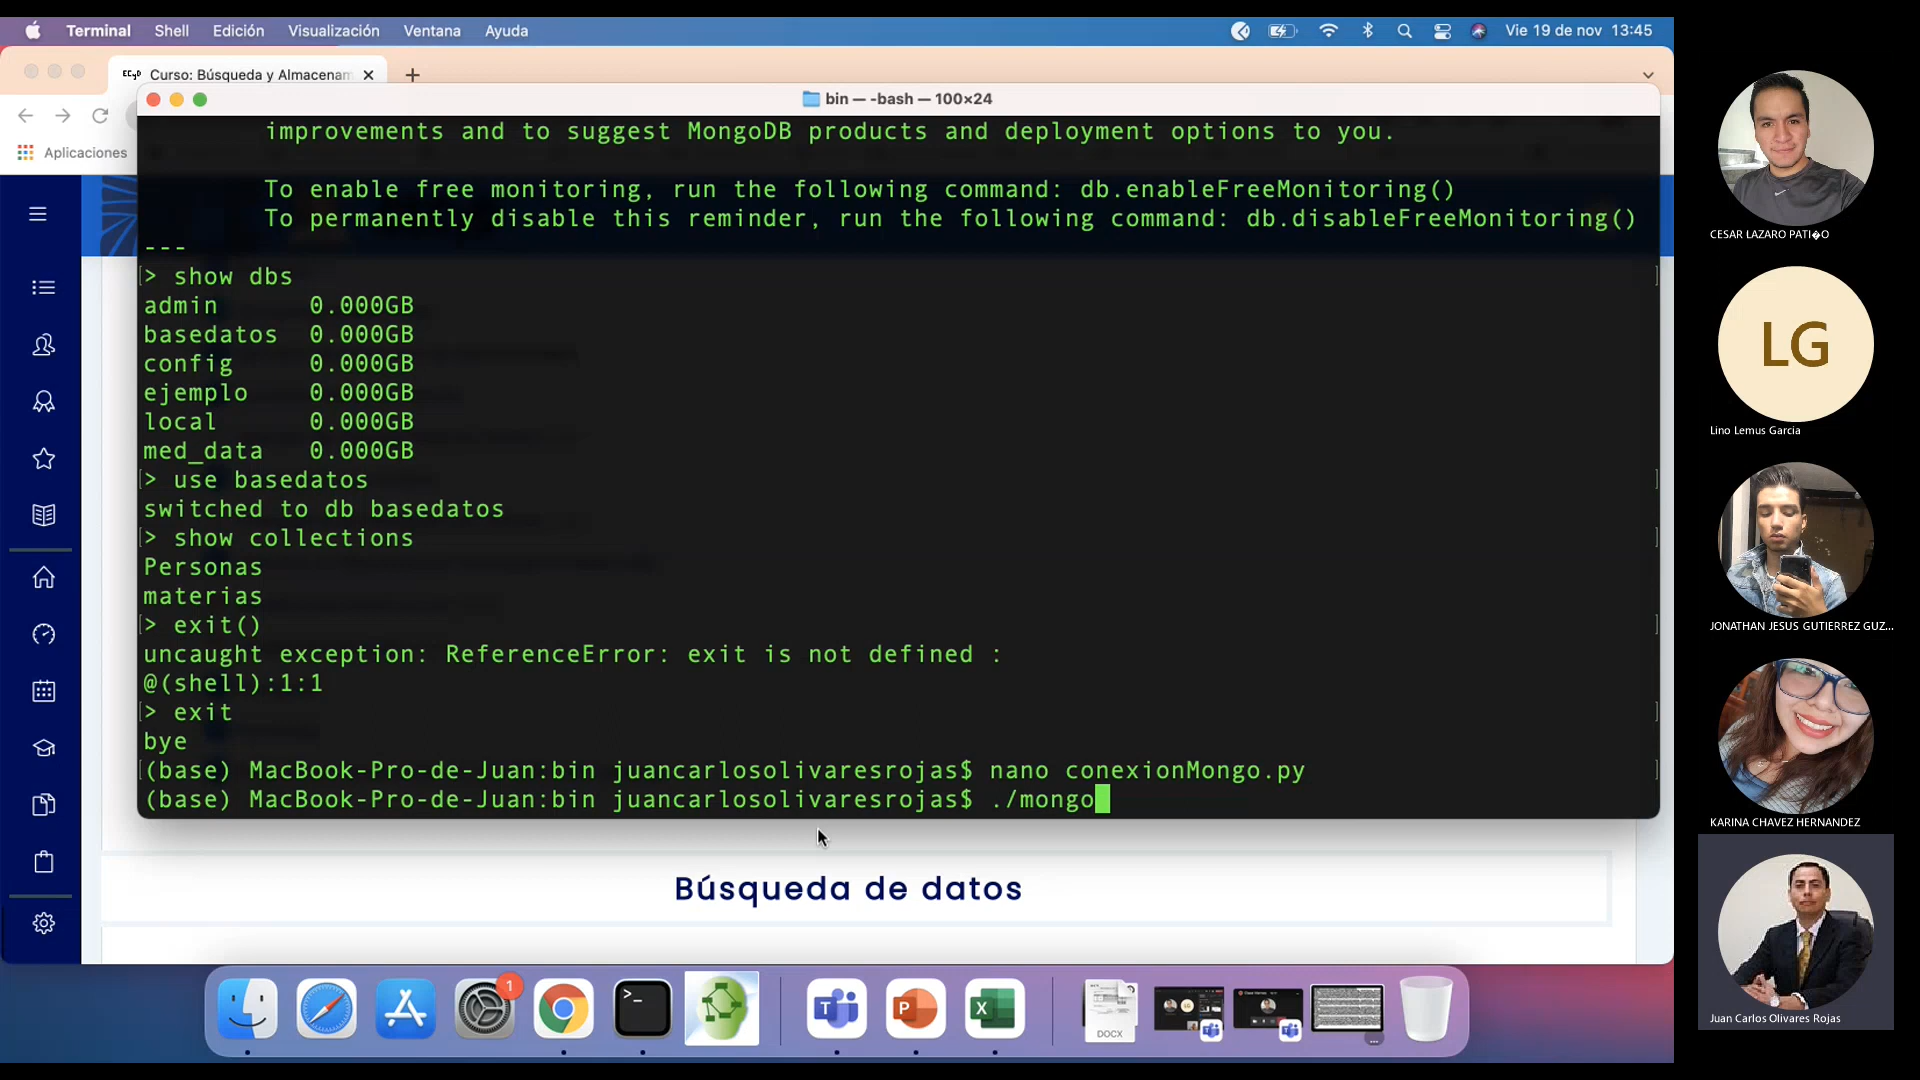 Terminal Shell Edición Visualización Ventana Ayuda Vie 19 de nov 13:45
Curso: Búsqueda y Almacenam
bin — -bash — 100×24
Aplicaciones
improvements and to suggest MongoDB products and deployment options to you.
To enable free monitoring, run the following command: db.enableFreeMonitoring()
To permanently disable this reminder, run the following command: db.disableFreeMonitoring()
---
> show dbs
admin 0.000GB
basedatos 0.000GB
config 0.000GB
ejemplo 0.000GB
local 0.000GB
med_data 0.000GB
> use basedatos
switched to db basedatos
> show collections
Personas
materias
> exit()
uncaught exception: ReferenceError: exit is not defined :
@(shell):1:1
> exit
bye
(base) MacBook-Pro-de-Juan:bin juancarlosolivaresrojas$ nano conexionMongo.py
(base) MacBook-Pro-de-Juan:bin juancarlosolivaresrojas$ ./mongo
Búsqueda de datos
1
DOCX
CESAR LAZARO PATI�O
LG
Lino Lemus Garcia
JONATHAN JESUS GUTIERREZ GUZ...
KARINA CHAVEZ HERNANDEZ
Juan Carlos Olivares Rojas